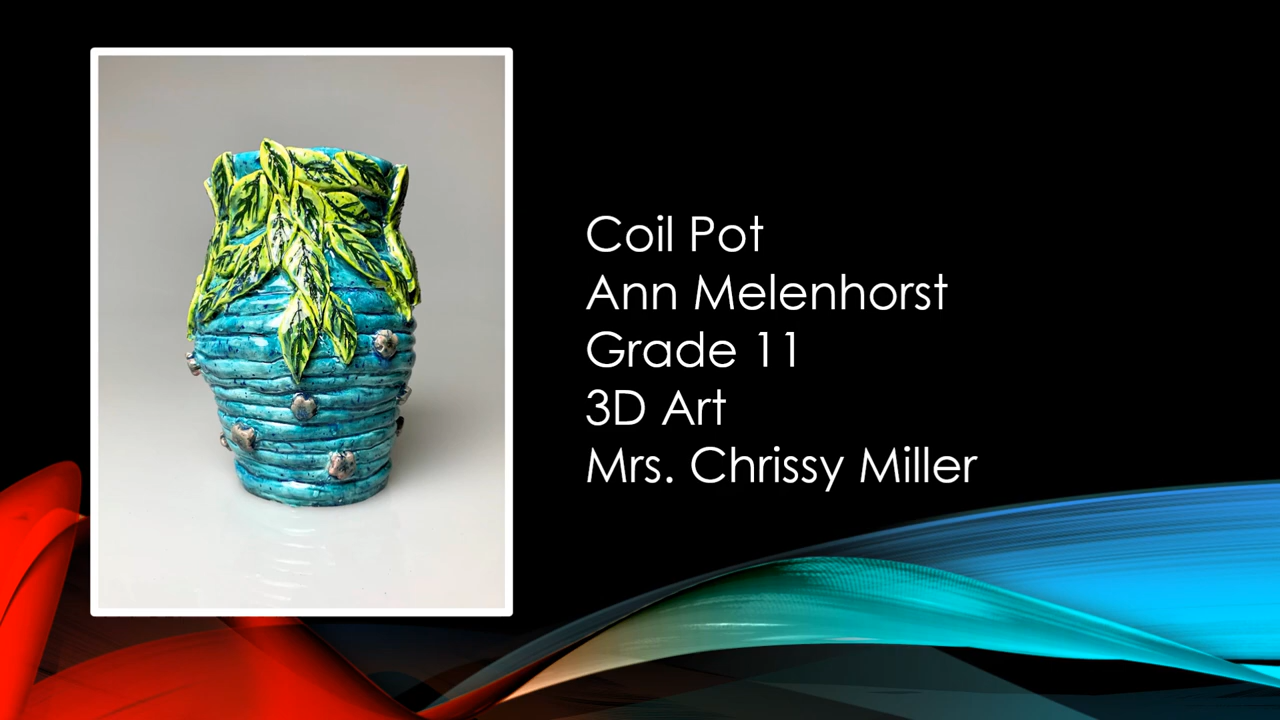 Coil Pot
Ann Melenhorst
Grade 11
3D Art
Mrs. Chrissy Miller